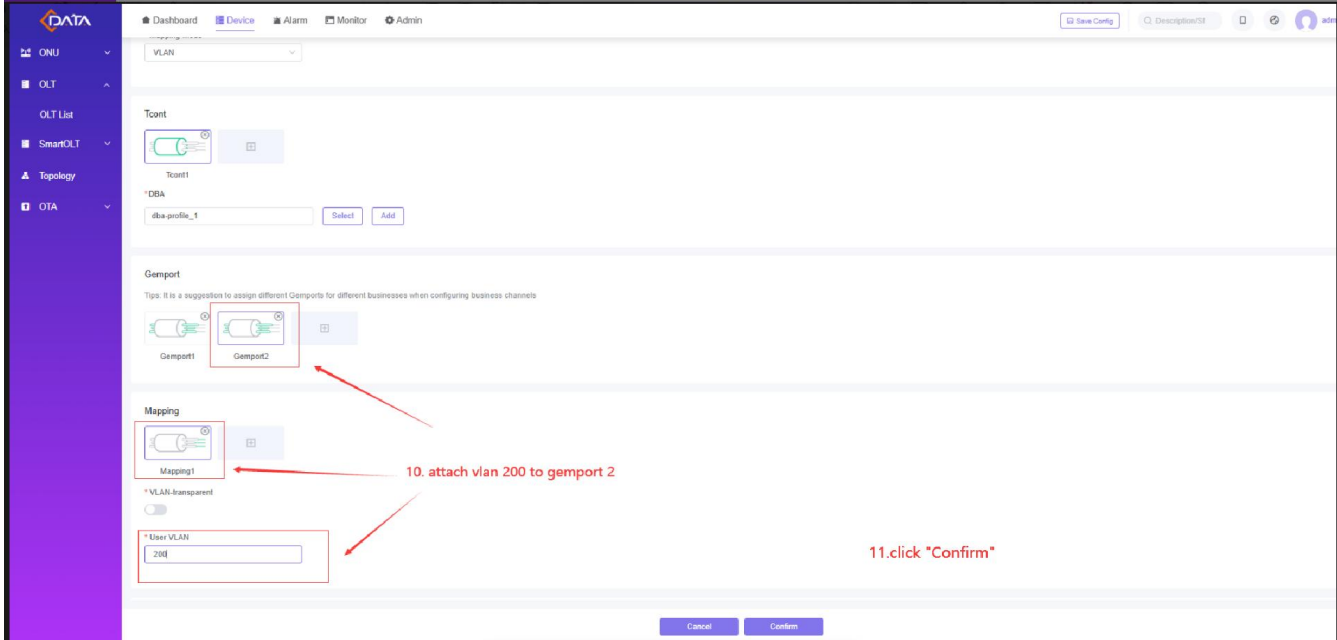 DATA
Dashboard
Device
Alarm
Monitor
Admin
Save Config
Description/Sf
ONU
OLT
OLT List
SmartOLT
Topology
OTA
VLAN
Tcont
Tcont1
*DBA
dba-profile_1
Select
Add
Gemport
Tips: It is a suggestion to assign different Gemports for different businesses when configuring business channels
Gemport1
Gemport2
Mapping
Mapping1
10. attach vlan 200 to gemport 2
* VLAN-transparent
* User VLAN
200
11.click "Confirm"
Cancel
Confirm